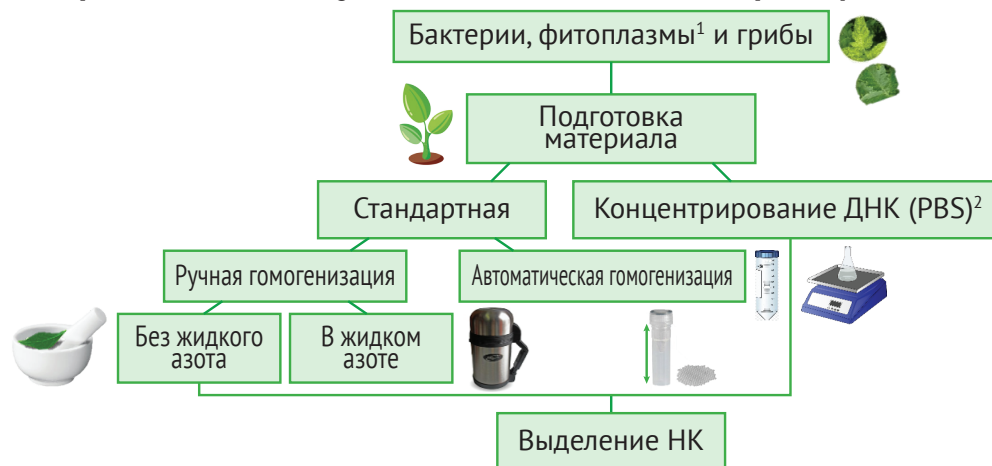 Бактерии, фитоплазмы¹ и грибы
Подготовка
материала
Стандартная
Концентрирование ДНК (PBS)²
Ручная гомогенизация
Автоматическая гомогенизация
Без жидкого
азота
В жидком
азоте
Выделение НК